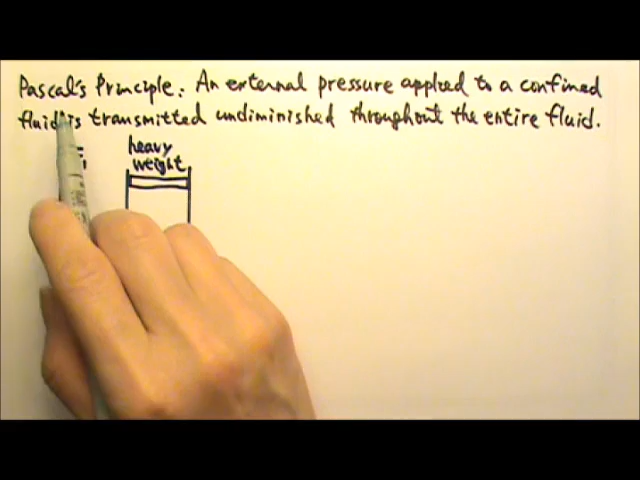 Pascal's Principle: An external pressure applied to a confined
fluid is transmitted undiminished throughout the entire fluid.
heavy
weight